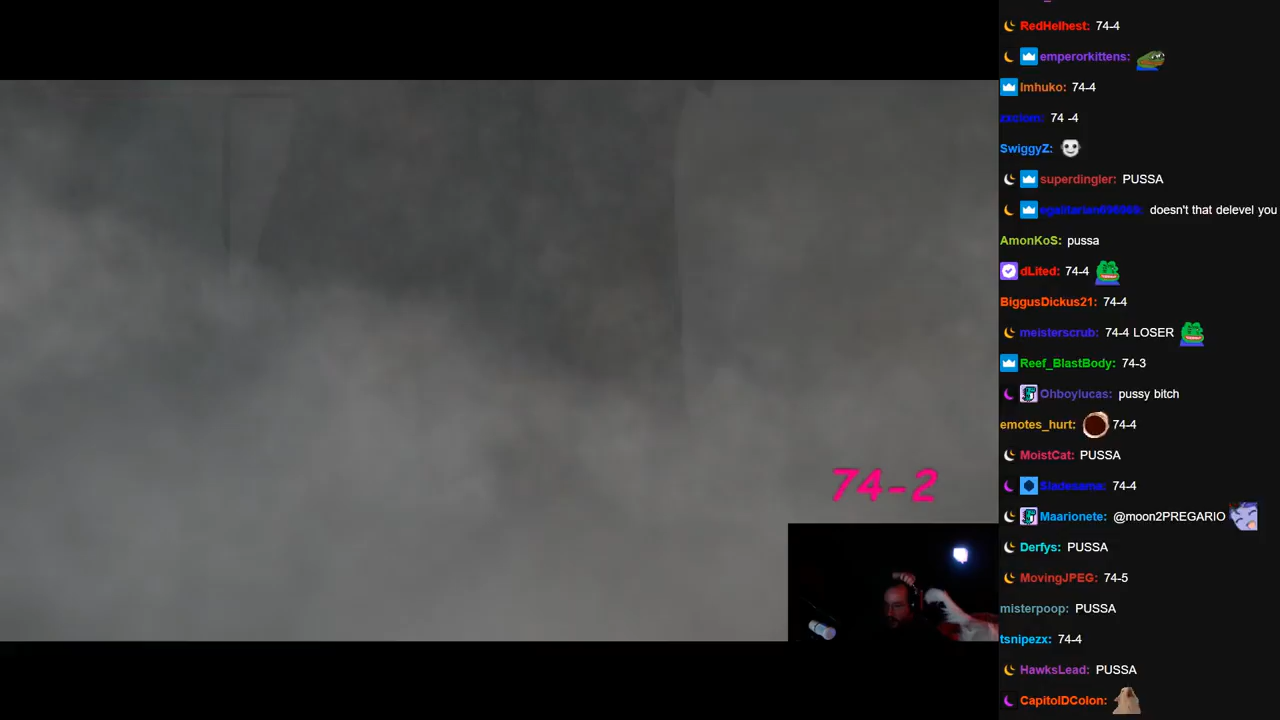 RedHelhest: 74-4
emperorkittens:
Imhuko: 74-4
74 -4
SwiggyZ:
superdingler: PUSSA
doesn't that delevel you
AmonKoS: pussa
dLited: 74-4
BiggusDickus21: 74-4
meisterscrub: 74-4 LOSER
Reef_BlastBody: 74-3
Ohboylucas: pussy bitch
emotes_hurt: 74-4
MoistCat: PUSSA
74-2
Sladesama: 74-4
Maarionete: @moon2PREGARIO
Derfys: PUSSA
MovingJPEG: 74-5
misterpoop: PUSSA
tsnipezx: 74-4
HawksLead: PUSSA
CapitolDColon: